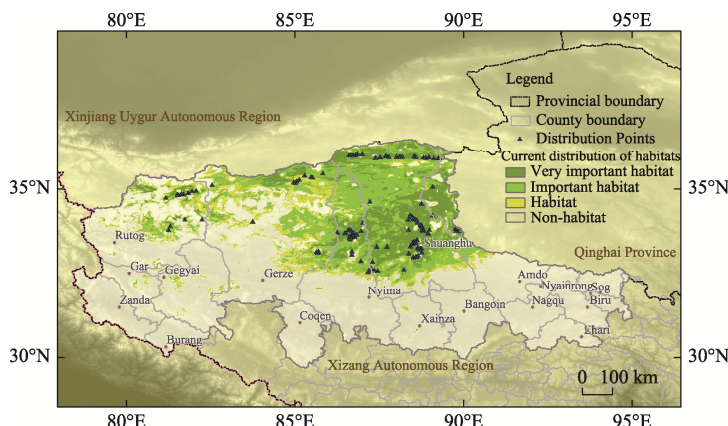 80°E 85°E 90°E 95°E
Legend
Provincial boundary
County boundary
Distribution Points
Current distribution of habitats
Very important habitat
Important habitat
Habitat
Non-habitat
Xinjiang Uygur Autonomous Region
35°N 35°N
Rutog
Shuanghu
Qinghai Province
Gar Gegyai Gerze
Amdo
Nyainrong Sog
Zanda Nyima Bangoin Nagqu Biru
Coqen Xainza
Burang Lhari
30°N 30°N
Xizang Autonomous Region
0 100 km
80°E 85°E 90°E 95°E